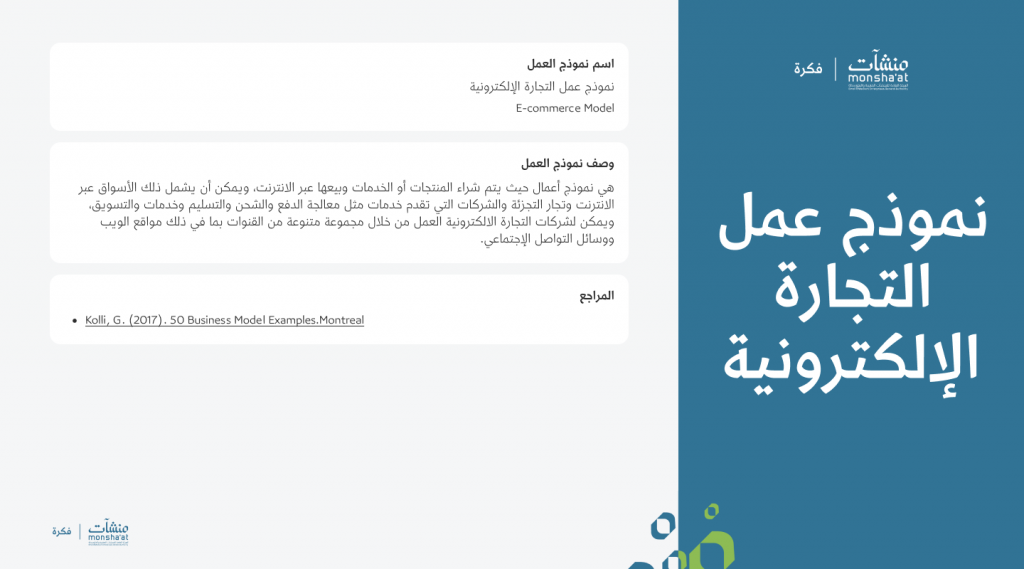 منشآت
monsha'at
فكرة
نموذج عمل
التجارة
الإلكترونية
اسم نموذج العمل
نموذج عمل التجارة الإلكترونية
E-commerce Model
وصف نموذج العمل
هي نموذج أعمال حيث يتم شراء المنتجات أو الخدمات وبيعها عبر الانترنت، ويمكن أن يشمل ذلك الأسواق عبر
الانترنت وتجار التجزئة والشركات التي تقدم خدمات مثل معالجة الدفع والشحن والتسليم وخدمات والتسويق،
ويمكن لشركات التجارة الالكترونية العمل من خلال مجموعة متنوعة من القنوات بما في ذلك مواقع الويب
ووسائل التواصل الإجتماعي.
المراجع
• Kolli, G. (2017). 50 Business Model Examples.Montreal
منشآت
monsha'at
فكرة